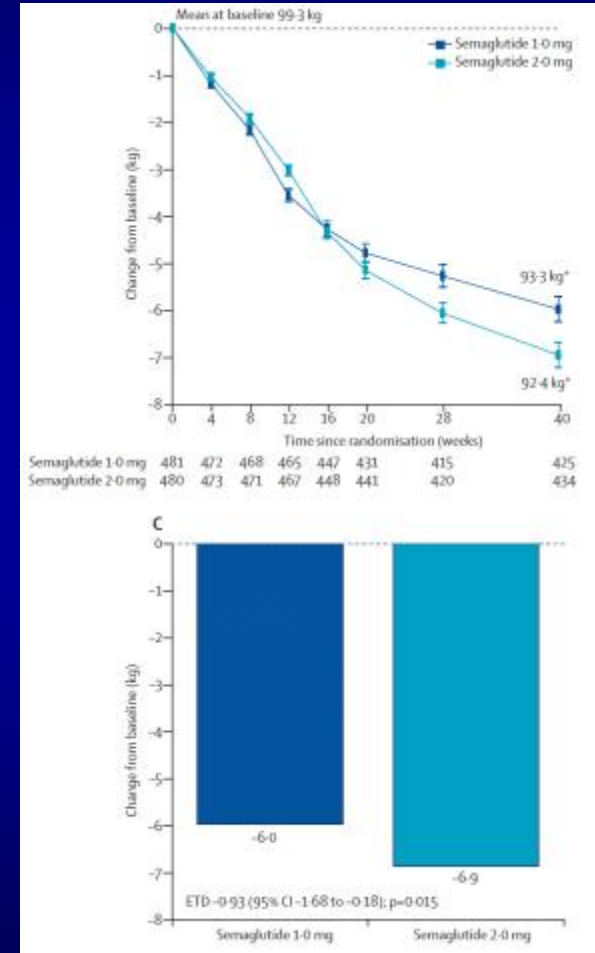 Mean at baseline 99·3 kg
Semaglutide 1·0 mg
Semaglutide 2·0 mg
0
-1
-2
-3
-4
-5
-6
-7
-8
Change from baseline (kg)
93·3 kg*
92·4 kg*
0 4 8 12 16 20 28 40
Time since randomisation (weeks)
Semaglutide 1·0 mg 481 472 468 465 447 431 415 425
Semaglutide 2·0 mg 480 473 471 467 448 441 420 434
C
0
-1
-2
-3
-4
-5
-6
-7
-8
Change from baseline (kg)
-6·0
-6·9
ETD -0·93 (95% CI -1·68 to -0·18); p=0·015
Semaglutide 1·0 mg Semaglutide 2·0 mg